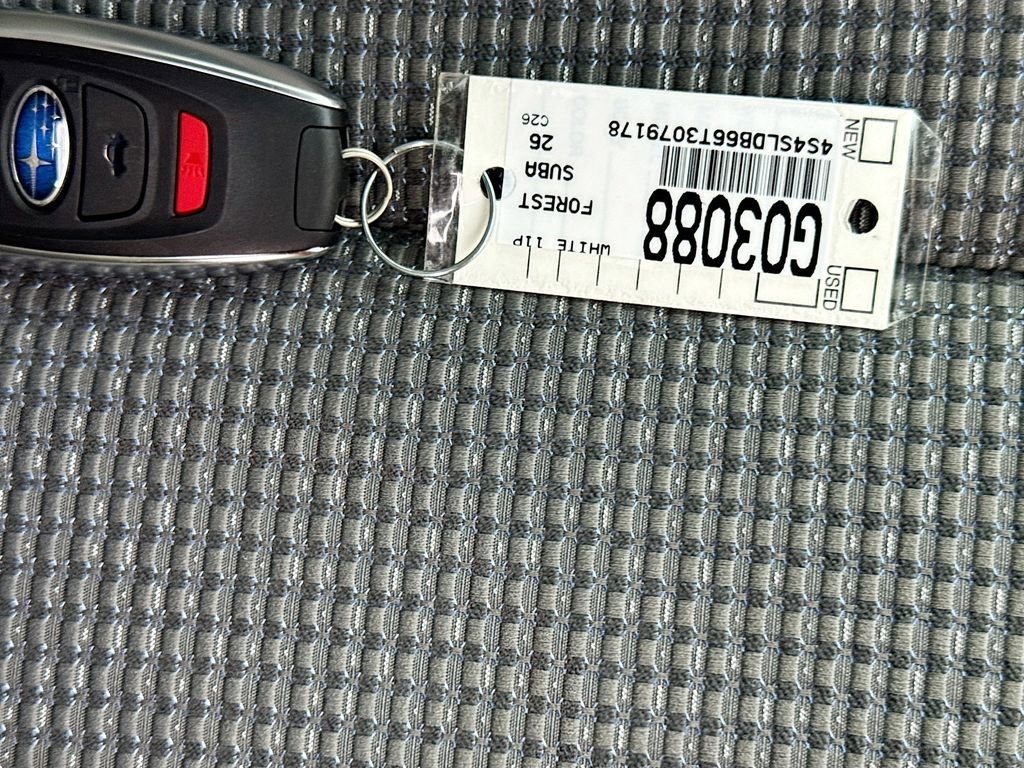 G03088
4S4SLDB66T3079178
WHITE 11P
FOREST
SUBA
26
C26
USED
NEW